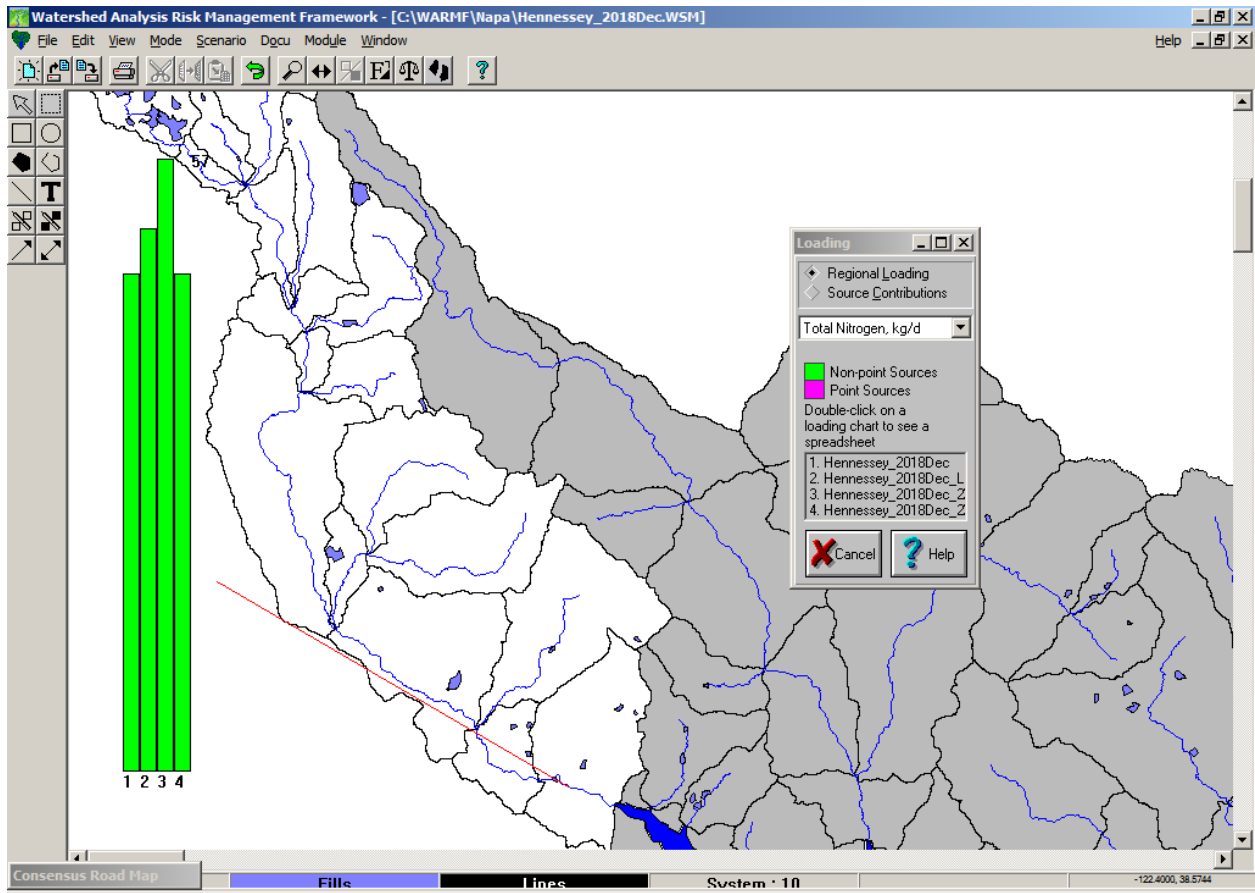 Watershed Analysis Risk Management Framework - [C:\WARMF\Napa\Hennessey_2018Dec.WSM]
File Edit View Mode Scenario Docu Module Window Help
T
57
Loading
Regional Loading
Source Contributions
Total Nitrogen, kg/d
Non-point Sources
Point Sources
Double-click on a
loading chart to see a
spreadsheet
1. Hennessey_2018Dec
2. Hennessey_2018Dec_L
3. Hennessey_2018Dec_Z
4. Hennessey_2018Dec_Z
Cancel ? Help
1 2 3 4
Consensus Road Map
Fills Lines System : 10 -122.4000, 38.5744